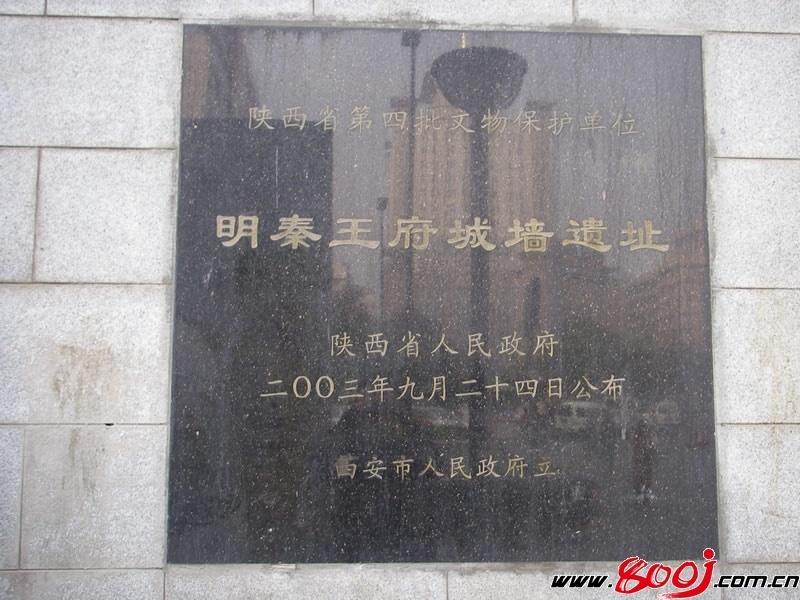 陕西省第四批文物保护单位
明秦王府城墙遗址
陕西省人民政府
二〇〇三年九月二十四日公布
西安市人民政府立
www.800j.com.cn